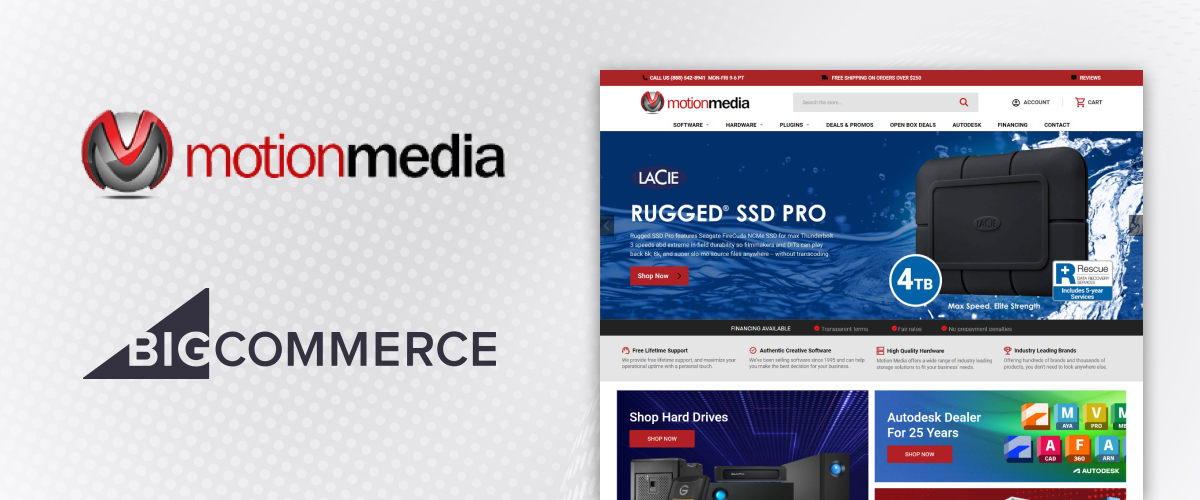 motionmedia
BIGCOMMERCE
CALL US (888) 542-8941 MON-FRI 9-6 PT
FREE SHIPPING ON ORDERS OVER $250
REVIEWS
motionmedia
Search the store...
ACCOUNT
CART
SOFTWARE
HARDWARE
PLUGINS
DEALS & PROMOS
OPEN BOX DEALS
AUTODESK
FINANCING
CONTACT
LACIE
RUGGED® SSD PRO
Rugged SSD Pro features Seagate FireCuda NCMe SSD for max Thunderbolt
3 speeds abd extreme in-field durability so filmmakers and DITs can play
back 6k, 8k, and super slo mo source files anywhere – without transcoding.
Shop Now
LACIE
4TB
Rescue
DATA RECOVERY
SERVICES
Includes 5-year
Services
Max Speed. Elite Strength
FINANCING AVAILABLE
Transparent terms
Fair rates
No prepayment penalties
Free Lifetime Support
We provide free lifetime support, and maximize your
operational uptime with a personal touch.
Authentic Creative Software
We've been selling software since 1995 and can help
you make the best decision for your business.
High Quality Hardware
Motion Media offers a wide range of industry leading
storage solutions to fit your business' needs.
Industry Leading Brands
Offering hundreds of brands and thousands of
products, you don't need to look anywhere else.
Shop Hard Drives
SHOP NOW
Autodesk Dealer
For 25 Years
SHOP NOW
M
AYA
V
PRO
M
A
CAD
F
360
A
ARN
AUTODESK